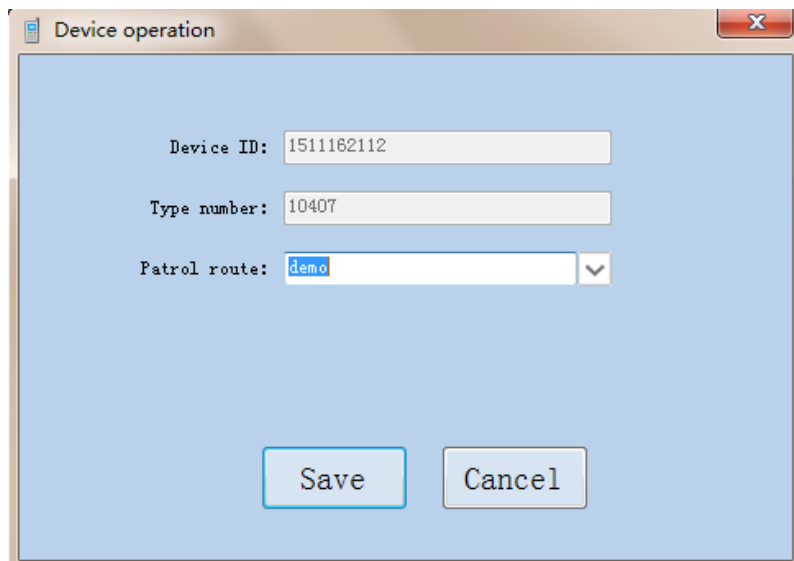 Device operation
Device ID: 1511162112
Type number: 10407
Patrol route: demo
Save Cancel